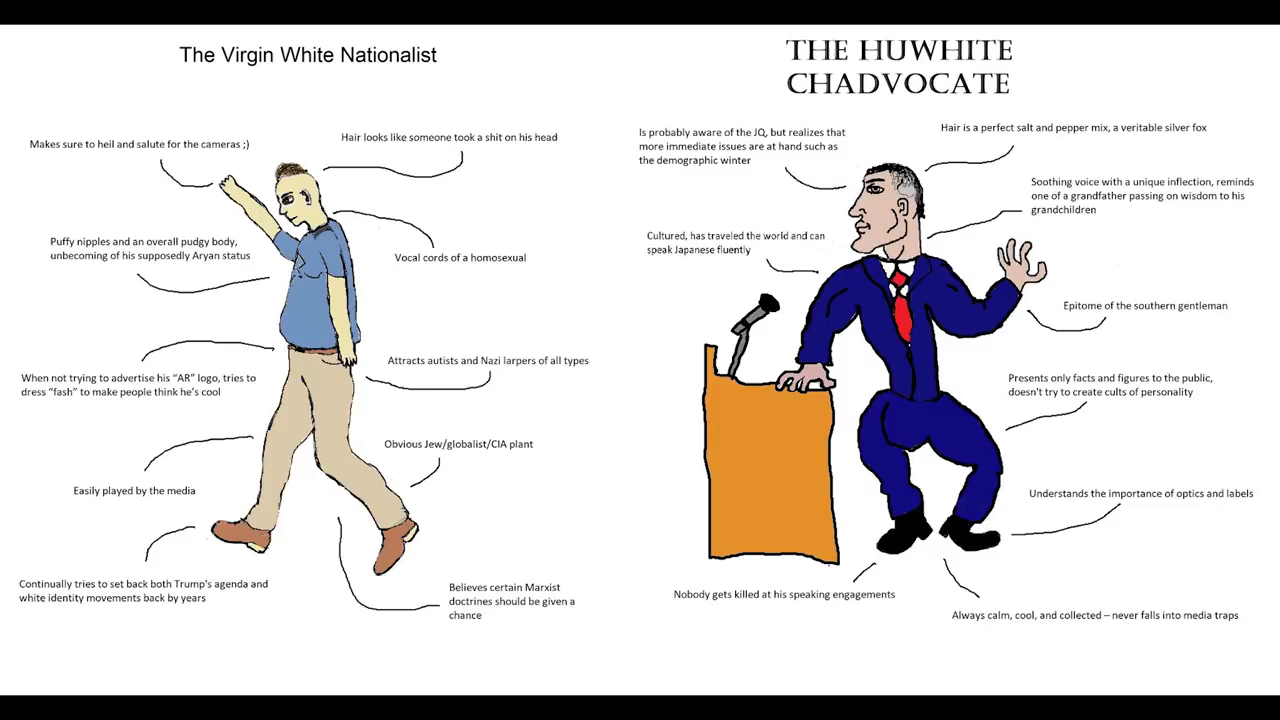 The Virgin White Nationalist
Makes sure to heil and salute for the cameras ;)
Hair looks like someone took a shit on his head
Puffy nipples and an overall pudgy body,
unbecoming of his supposedly Aryan status
Vocal cords of a homosexual
When not trying to advertise his “AR” logo, tries to
dress “fash” to make people think he’s cool
Attracts autists and Nazi larpers of all types
Easily played by the media
Obvious Jew/globalist/CIA plant
Continually tries to set back both Trump's agenda and
white identity movements back by years
Believes certain Marxist
doctrines should be given a
chance
THE HUWHITE
CHADVOCATE
Is probably aware of the JQ, but realizes that
more immediate issues are at hand such as
the demographic winter
Hair is a perfect salt and pepper mix, a veritable silver fox
Soothing voice with a unique inflection, reminds
one of a grandfather passing on wisdom to his
grandchildren
Cultured, has traveled the world and can
speak Japanese fluently
Epitome of the southern gentleman
Presents only facts and figures to the public,
doesn't try to create cults of personality
Understands the importance of optics and labels
Nobody gets killed at his speaking engagements
Always calm, cool, and collected – never falls into media traps